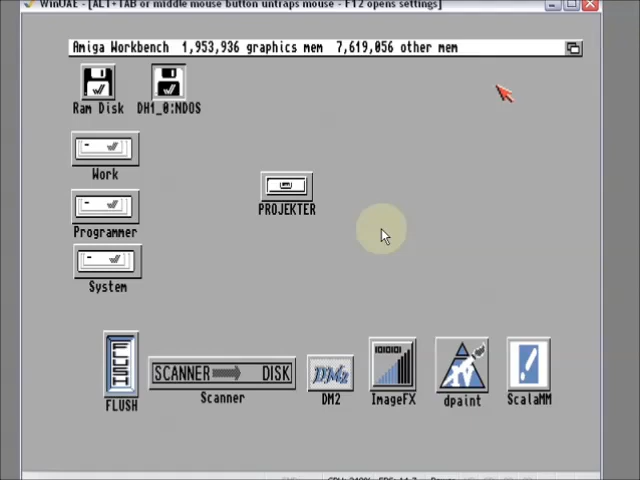 WinUAE - [ALT+TAB or middle mouse button untraps mouse - F12 opens settings]
Amiga Workbench 1,953,936 graphics mem 7,619,056 other mem
Ram Disk DH1_0:NDOS
Work
PROJEKTER
Programmer
System
FLUSH
SCANNER DISK
DM2
FLUSH Scanner DM2 ImageFX dpaint ScalaMM